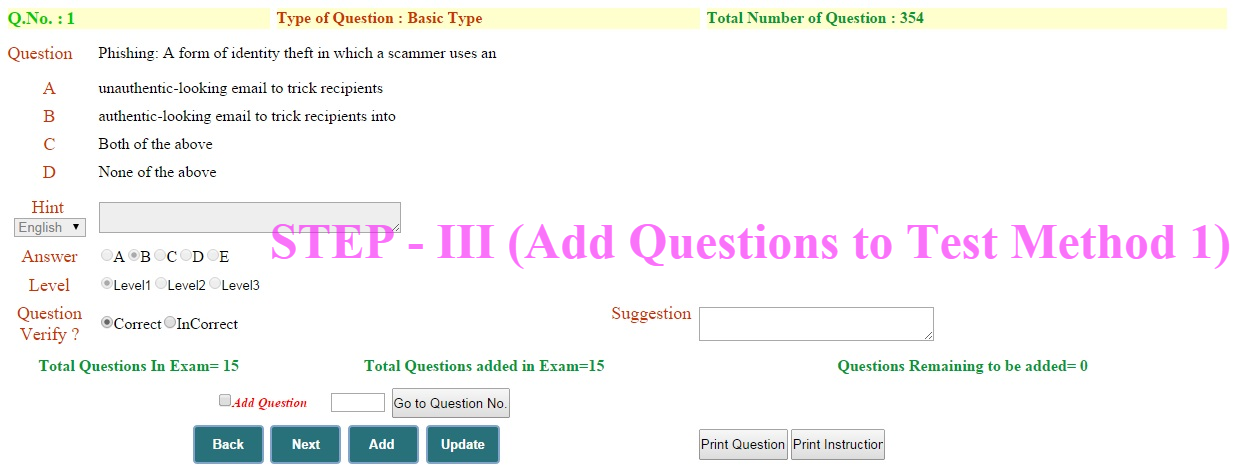 Q.No. : 1 Type of Question : Basic Type Total Number of Question : 354
Question Phishing: A form of identity theft in which a scammer uses an
A unauthentic-looking email to trick recipients
B authentic-looking email to trick recipients into
C Both of the above
D None of the above
Hint
English
STEP - III (Add Questions to Test Method 1)
Answer A B C D E
Level Level1 Level2 Level3
Question
Verify ? Correct InCorrect Suggestion
Total Questions In Exam= 15 Total Questions added in Exam=15 Questions Remaining to be added= 0
Add Question Go to Question No.
Back Next Add Update Print Question Print Instruction